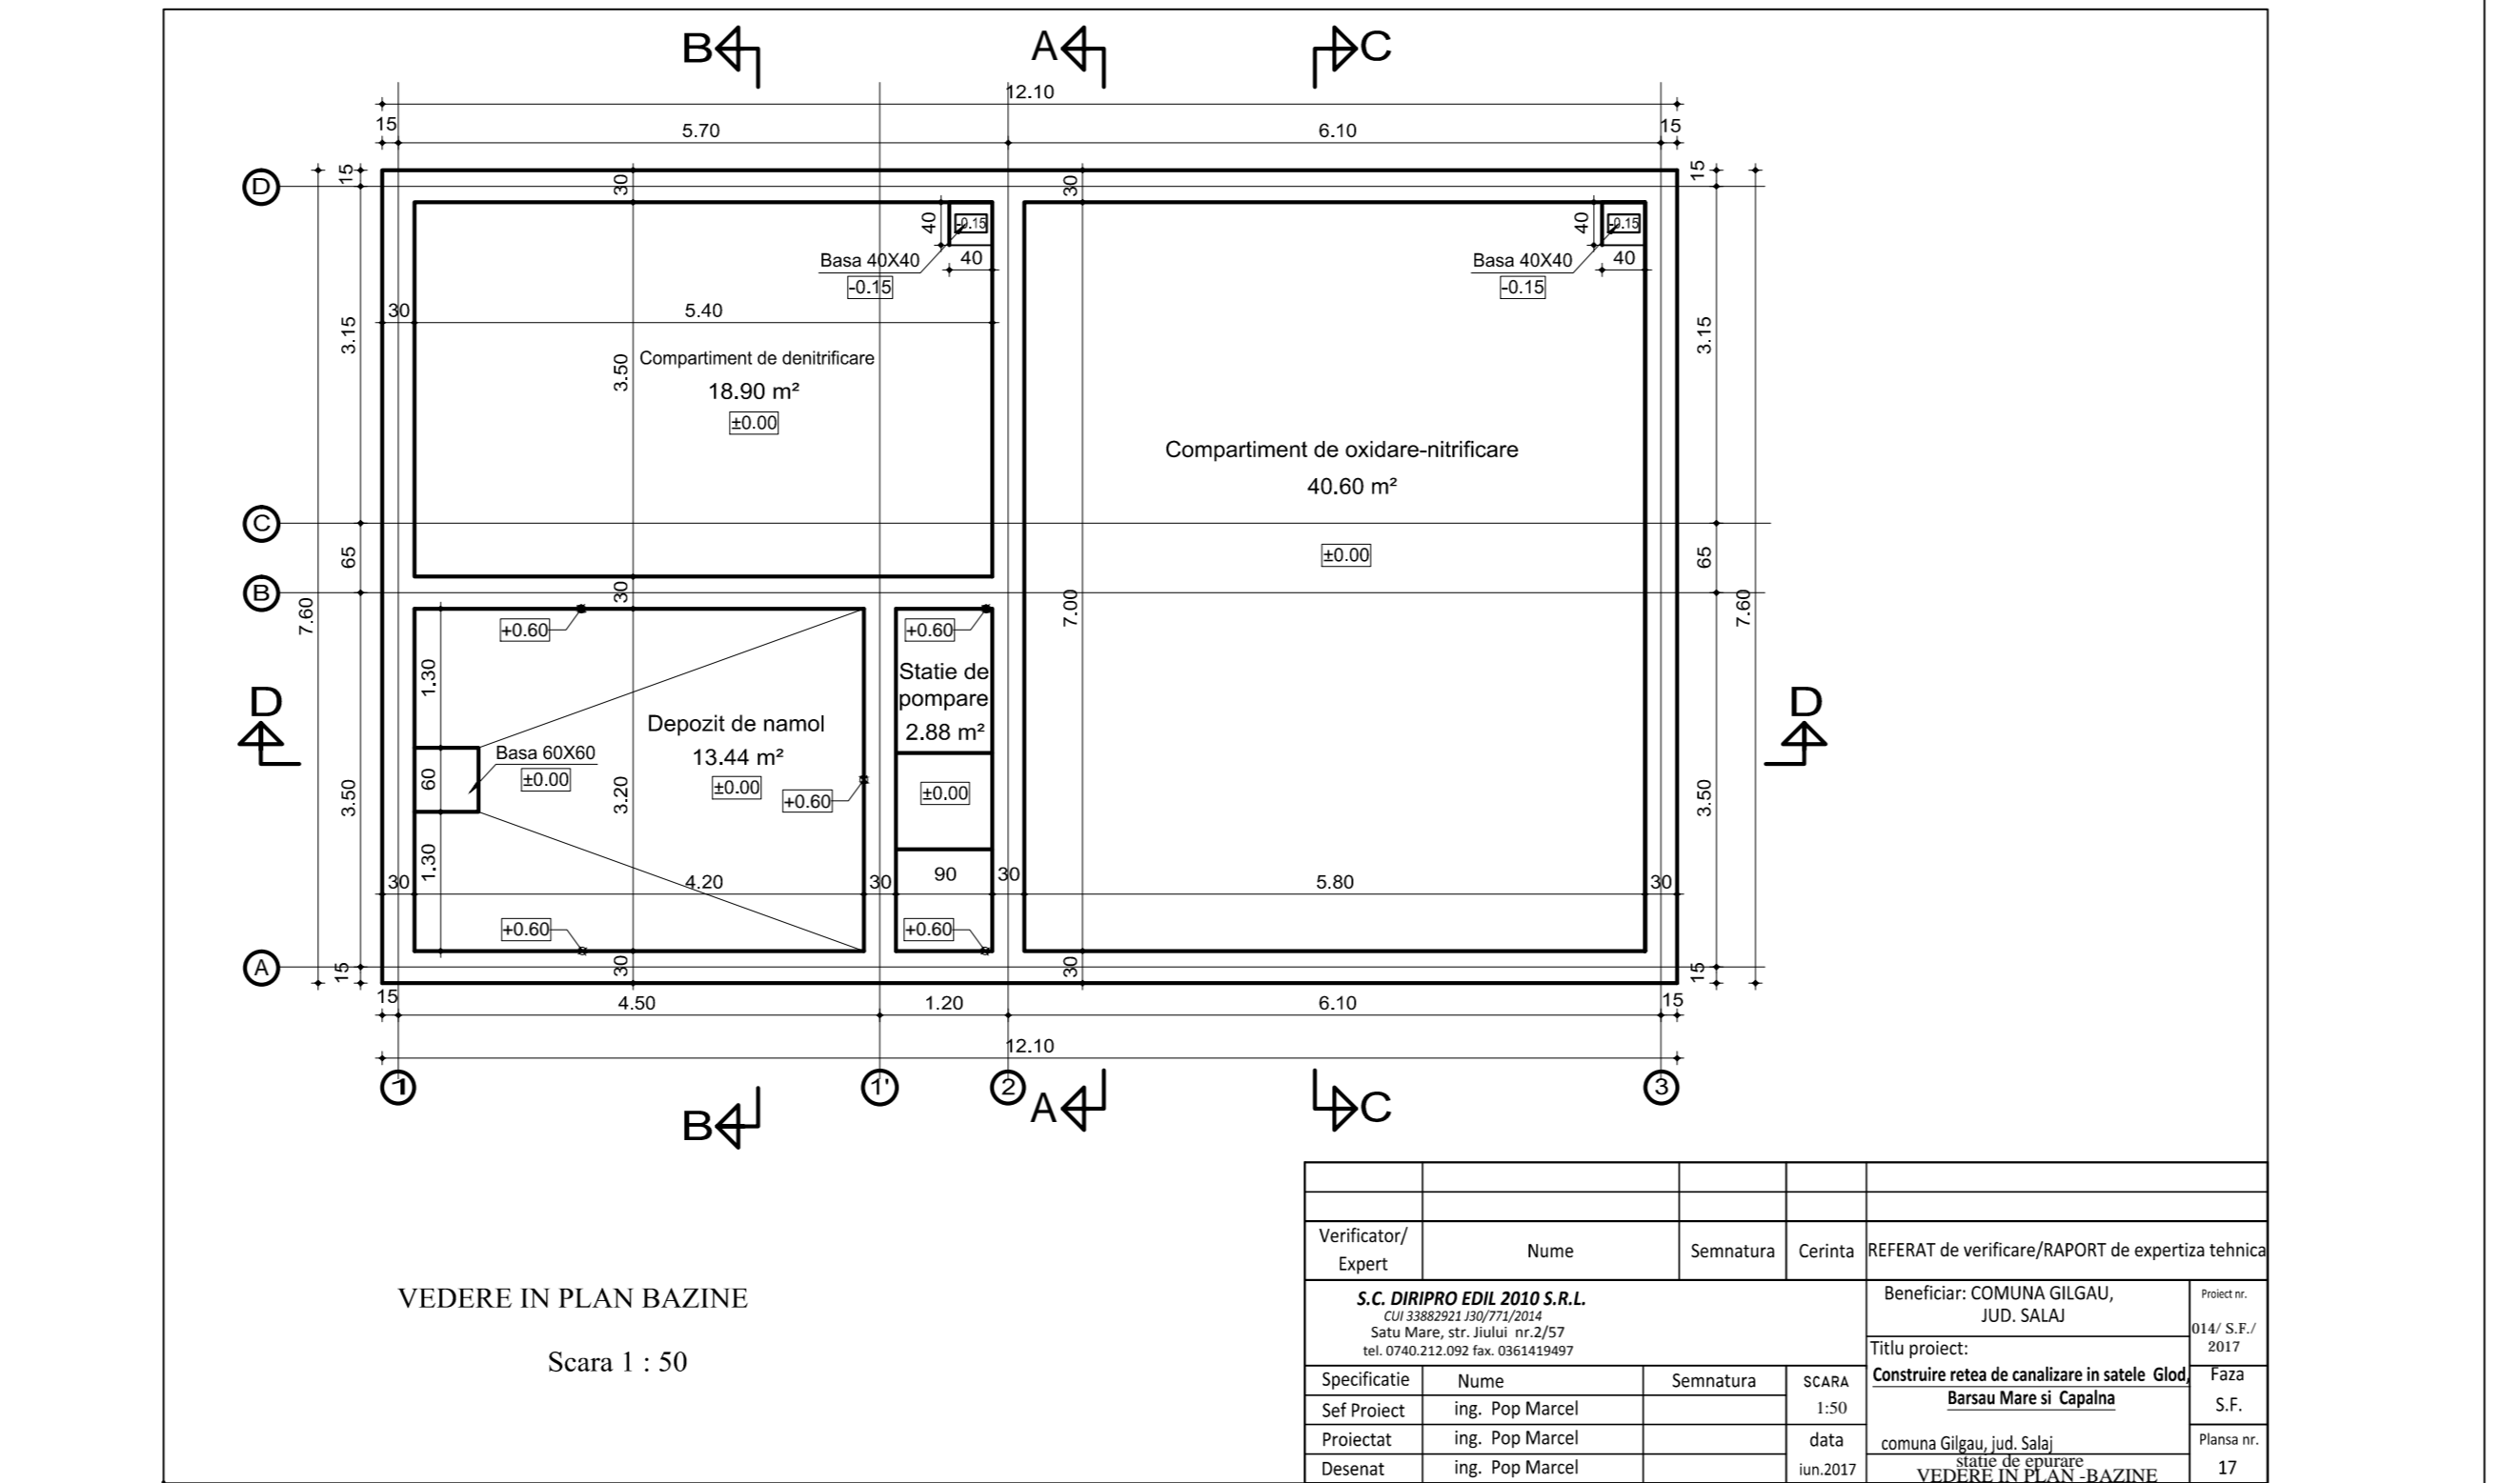 B A C
12.10
15 5.70 6.10 15
D 15 30 30 15
40 -0.15 40 -0.15
Basa 40X40 40 Basa 40X40 40
-0.15 -0.15
30 5.40
3.15 3.50 3.15
Compartiment de denitrificare
18.90 m²
±0.00
Compartiment de oxidare-nitrificare
40.60 m²
±0.00
C
65 65
B 30
7.60 7.00 7.60
+0.60 +0.60
1.30
Statie de
pompare
2.88 m²
D D
Depozit de namol
13.44 m²
±0.00
Basa 60X60
±0.00
60
3.50 3.20 +0.60 ±0.00 3.50
1.30
30 4.20 30 90 30 5.80 30
+0.60 +0.60
A 15 30 30 15
15 4.50 1.20 6.10 15
12.10
1 1' 2 3
B A C
VEDERE IN PLAN BAZINE
Scara 1 : 50
Verificator/
Expert
Nume Semnatura Cerinta REFERAT de verificare/RAPORT de expertiza tehnica
S.C. DIRIPRO EDIL 2010 S.R.L.
CUI 33882921 J30/771/2014
Satu Mare, str. Jiului nr.2/57
tel. 0740.212.092 fax. 0361419497
Beneficiar: COMUNA GILGAU,
JUD. SALAJ
Proiect nr.
014/ S.F./
2017
Specificatie Nume Semnatura SCARA
Sef Proiect ing. Pop Marcel 1:50
Proiectat ing. Pop Marcel data
Desenat ing. Pop Marcel iun.2017
Titlu proiect:
Construire retea de canalizare in satele Glod,
Barsau Mare si Capalna
comuna Gilgau, jud. Salaj
statie de epurare
VEDERE IN PLAN -BAZINE
Faza
S.F.
Plansa nr.
17